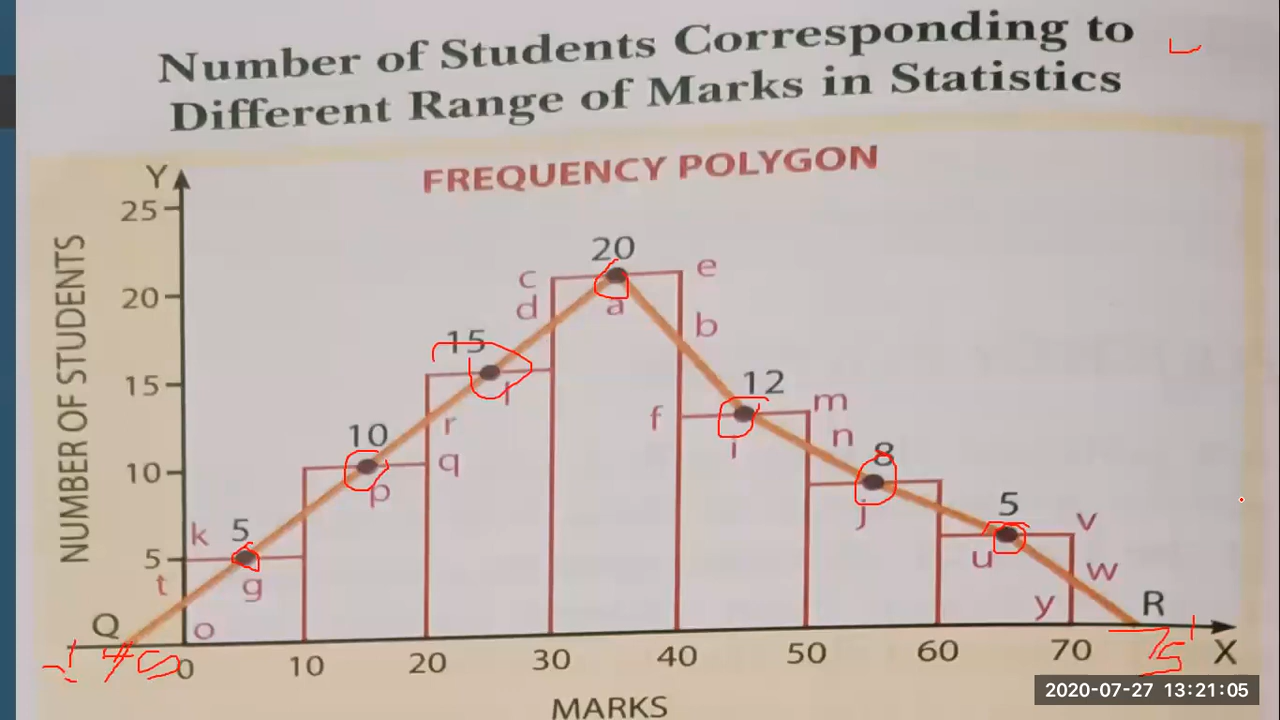 Number of Students Corresponding to
Different Range of Marks in Statistics
FREQUENCY POLYGON
Y
25
20
15
10
5
NUMBER OF STUDENTS
20
c
e
d
a
b
15
12
m
f
i
n
r
10
q
p
8
j
k
5
5
v
t
g
u
w
Q
o
y
R
0
10
20
30
40
50
60
70
X
75
MARKS
2020-07-27 13:21:05